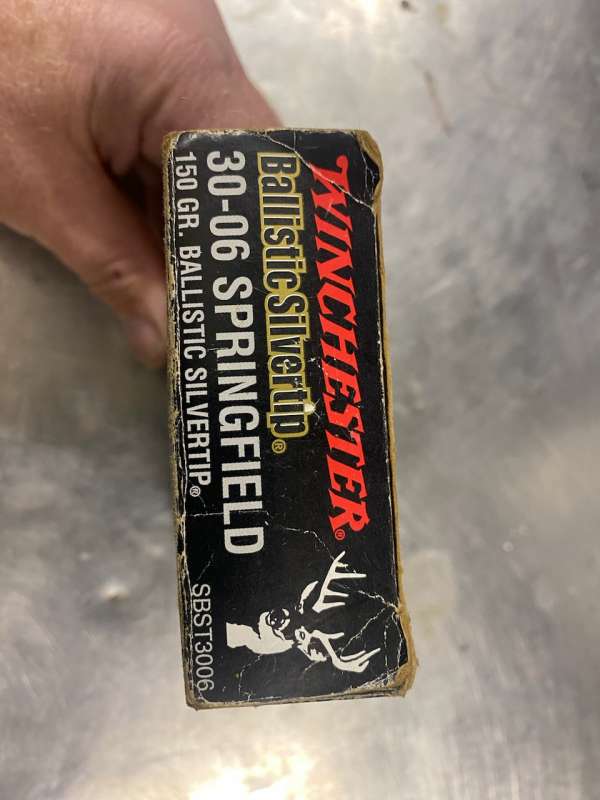 WINCHESTER®
BallisticSilvertip®
30-06 SPRINGFIELD
150 GR. BALLISTIC SILVERTIP®
SBST3006